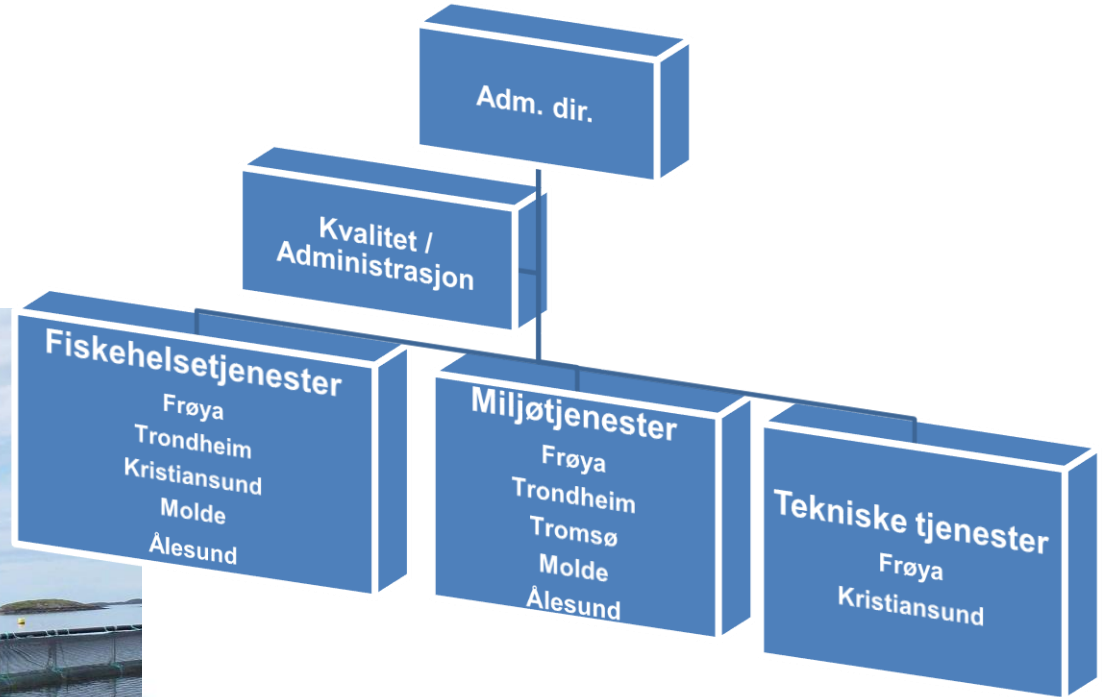 Adm. dir.
Kvalitet /
Administrasjon
Fiskehelsetjenester
Frøya
Trondheim
Kristiansund
Molde
Ålesund
Miljøtjenester
Frøya
Trondheim
Tromsø
Molde
Ålesund
Tekniske tjenester
Frøya
Kristiansund